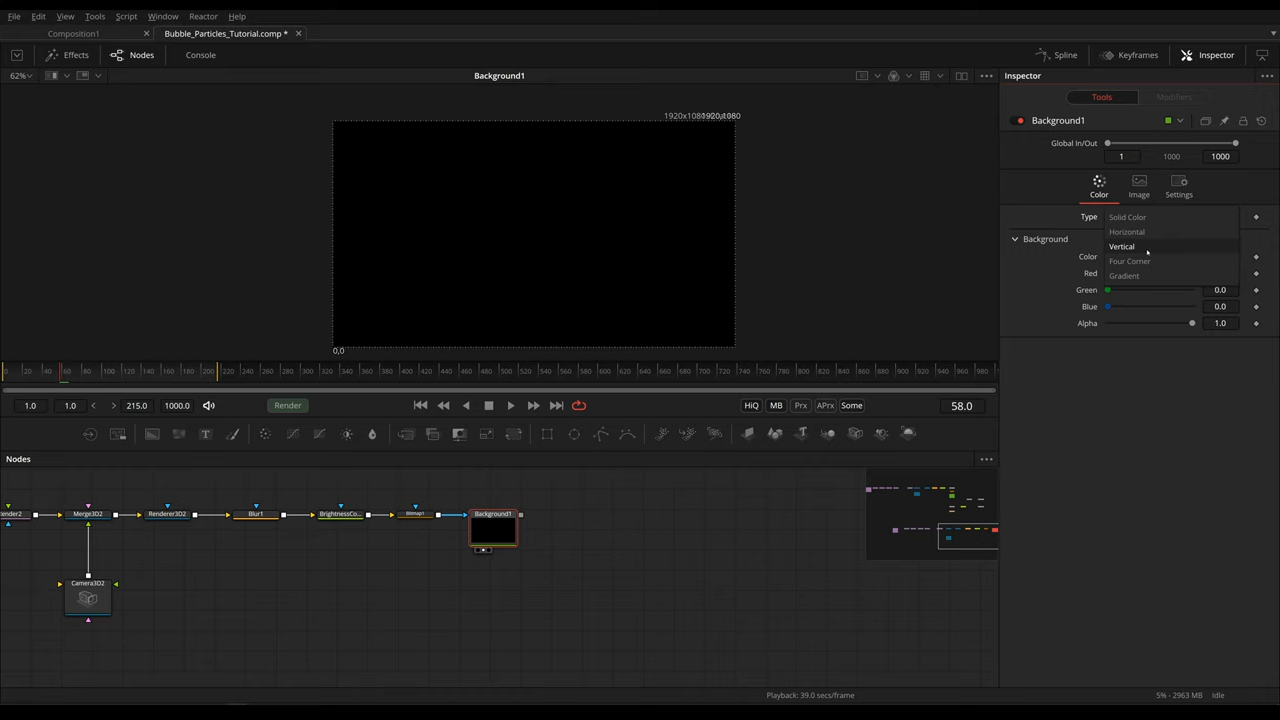 File Edit View Tools Script Window Reactor Help
Composition1 Bubble_Particles_Tutorial.comp *
Effects Nodes Console Spline Keyframes Inspector
62% Background1 Inspector
Tools Modifiers
Background1
Global In/Out
1 1000 1000
Color Image Settings
Type Solid Color
Horizontal
Background
Vertical
Color Four Corner
Red
Gradient
Green 0.0
Blue 0.0
Alpha 1.0
0,0
0 20 40 60 80 100 120 140 160 180 200 220 240 260 280 300 320 340 360 380 400 420 440 460 480 500 520 540 560 580 600 620 640 660 680 700 720 740 760 780 800 820 840 860 880 900 920 940 960 980
1.0 1.0 215.0 1000.0 Render HiQ MB Prx APrx Some 58.0
Nodes
Merge3D2 Renderer3D2 Blur1 BrightnessCo... Bitmap1 Background1
Camera3D2
Playback: 39.0 secs/frame 5% - 2963 MB Idle